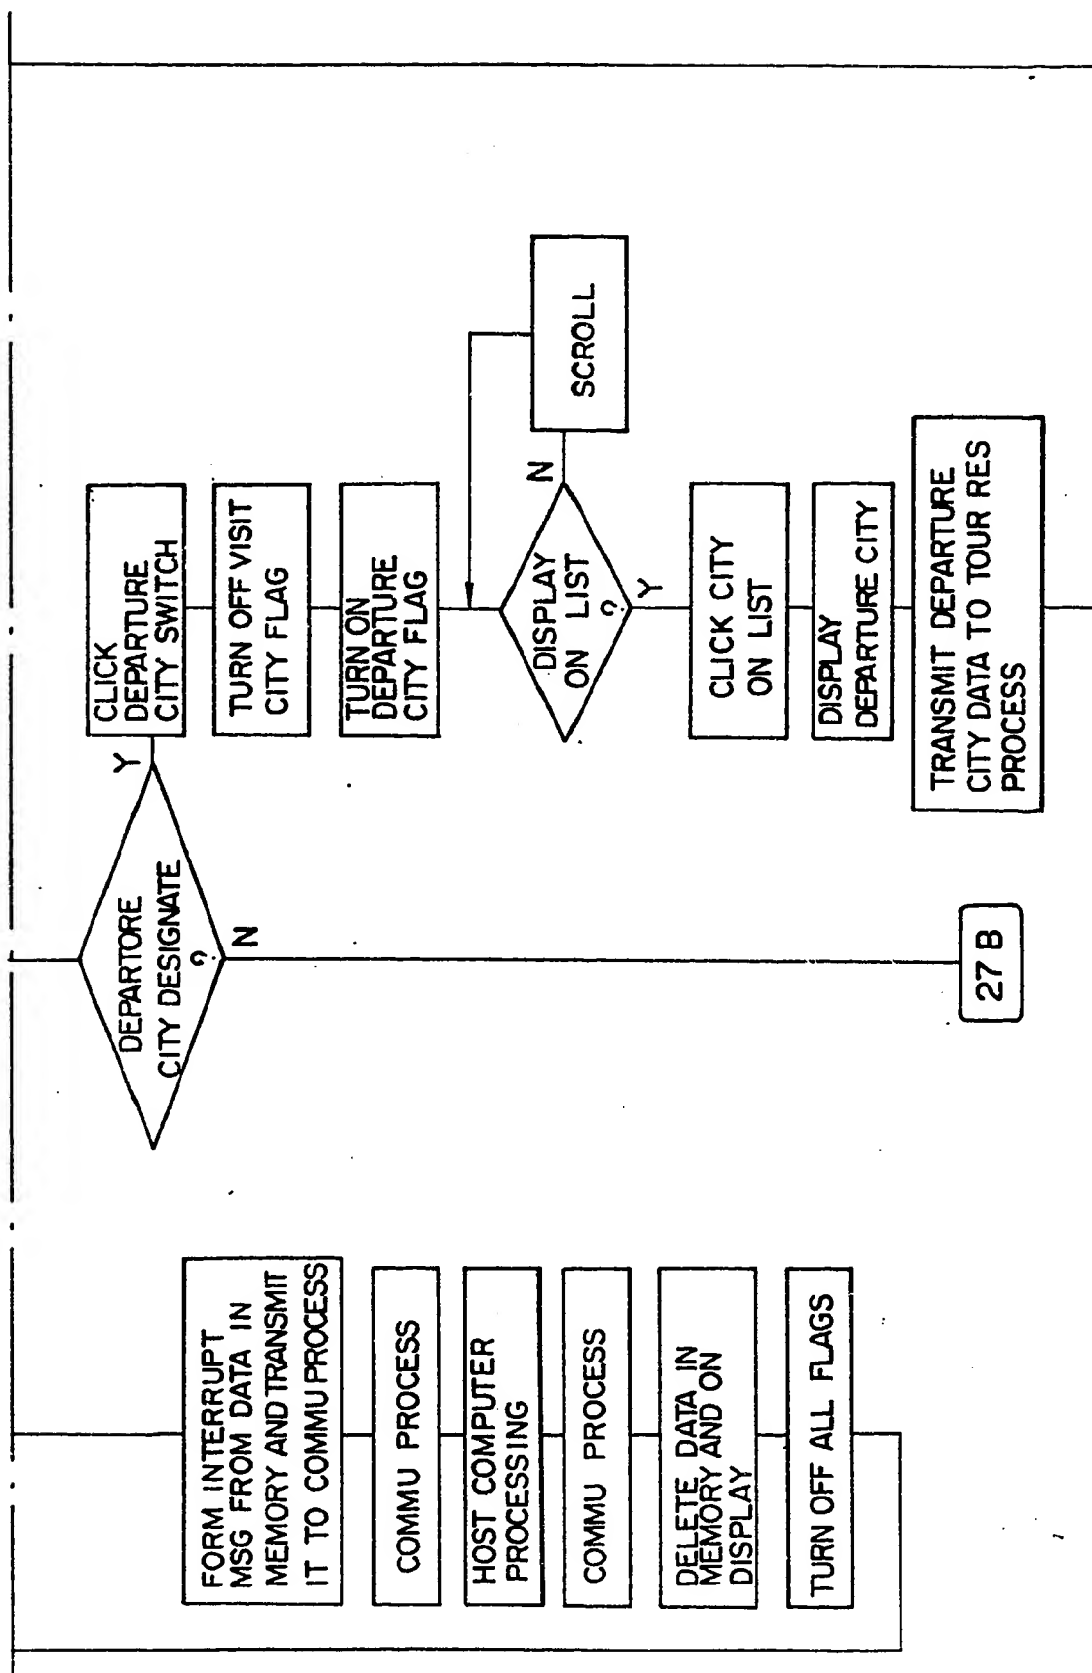 FORM INTERRUPT
MSG FROM DATA IN
MEMORY AND TRANSMIT
IT TO COMMU PROCESS
COMMU PROCESS
HOST COMPUTER
PROCESSING
COMMU PROCESS
DELETE DATA IN
MEMORY AND ON
DISPLAY
TURN OFF ALL FLAGS
DEPARTORE
CITY DESIGNATE
?
Y
N
27 B
CLICK
DEPARTURE
CITY SWITCH
TURN OFF VISIT
CITY FLAG
TURN ON
DEPARTURE
CITY FLAG
DISPLAY
ON LIST
?
N
Y
SCROLL
CLICK CITY
ON LIST
DISPLAY
DEPARTURE CITY
TRANSMIT DEPARTURE
CITY DATA TO TOUR RES
PROCESS